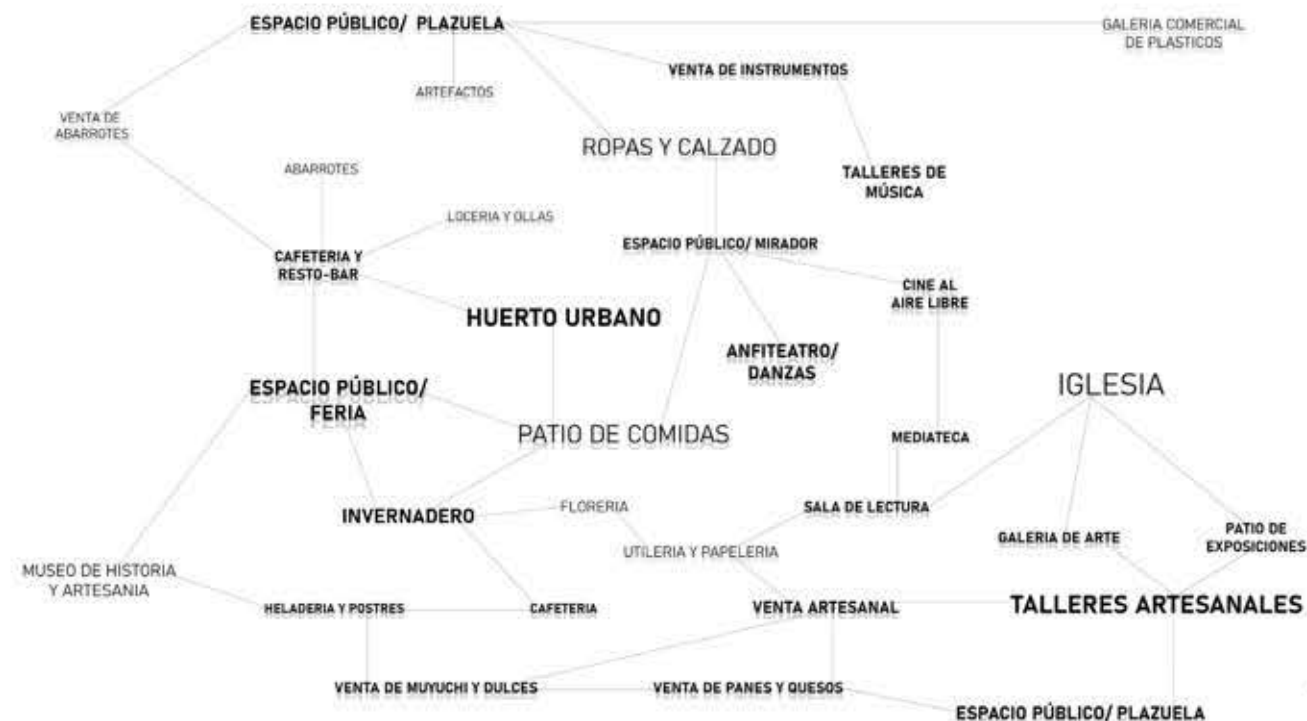 ESPACIO PÚBLICO/ PLAZUELA
GALERIA COMERCIAL
DE PLASTICOS
VENTA DE INSTRUMENTOS
ARTEFACTOS
VENTA DE
ABARROTES
ROPAS Y CALZADO
ABARROTES
TALLERES DE
MÚSICA
LOCERIA Y OLLAS
ESPACIO PÚBLICO/ MIRADOR
CAFETERIA Y
RESTO-BAR
CINE AL
AIRE LIBRE
HUERTO URBANO
ANFITEATRO/
DANZAS
ESPACIO PÚBLICO/
FERIA
IGLESIA
PATIO DE COMIDAS
MEDIATECA
INVERNADERO
FLORERIA
SALA DE LECTURA
GALERIA DE ARTE
PATIO DE
EXPOSICIONES
UTILERIA Y PAPELERIA
MUSEO DE HISTORIA
Y ARTESANIA
HELADERIA Y POSTRES
CAFETERIA
VENTA ARTESANAL
TALLERES ARTESANALES
VENTA DE MUYUCHI Y DULCES
VENTA DE PANES Y QUESOS
ESPACIO PÚBLICO/ PLAZUELA